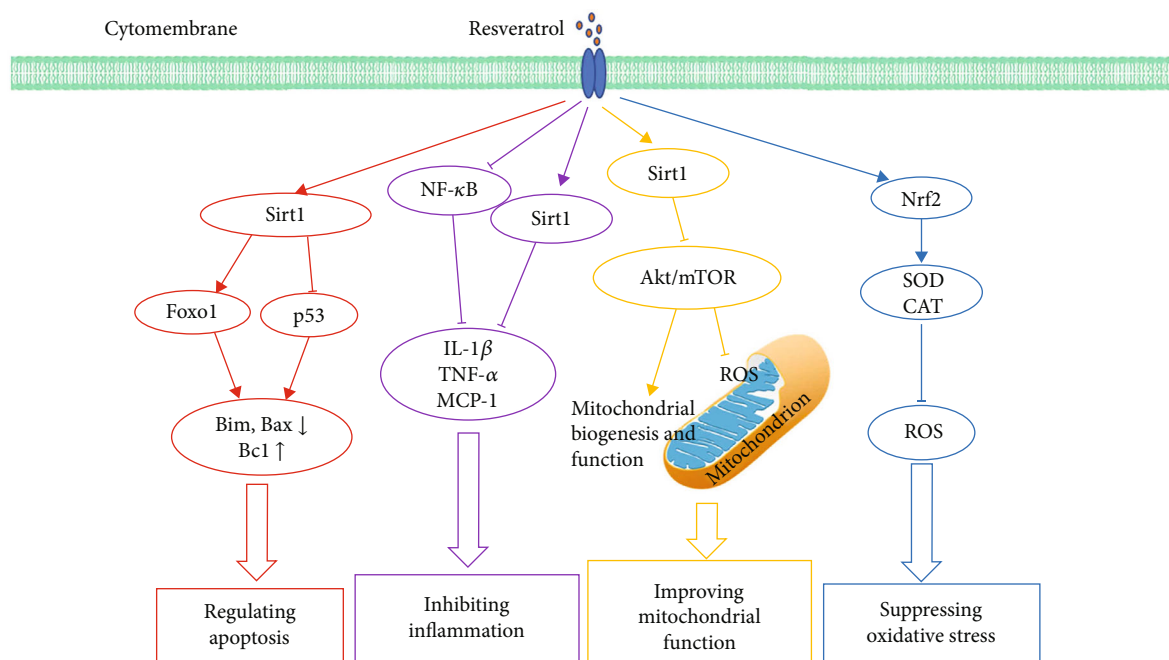 Cytomembrane
Resveratrol
Sirt1
Foxo1
p53
Bim, Bax ↓
Bc1 ↑
Regulating
apoptosis
NF-κB
Sirt1
IL-1β
TNF-α
MCP-1
Inhibiting
inflammation
Sirt1
Akt/mTOR
ROS
Mitochondrial
biogenesis and
function
Mitochondrion
Improving
mitochondrial
function
Nrf2
SOD
CAT
ROS
Suppressing
oxidative stress